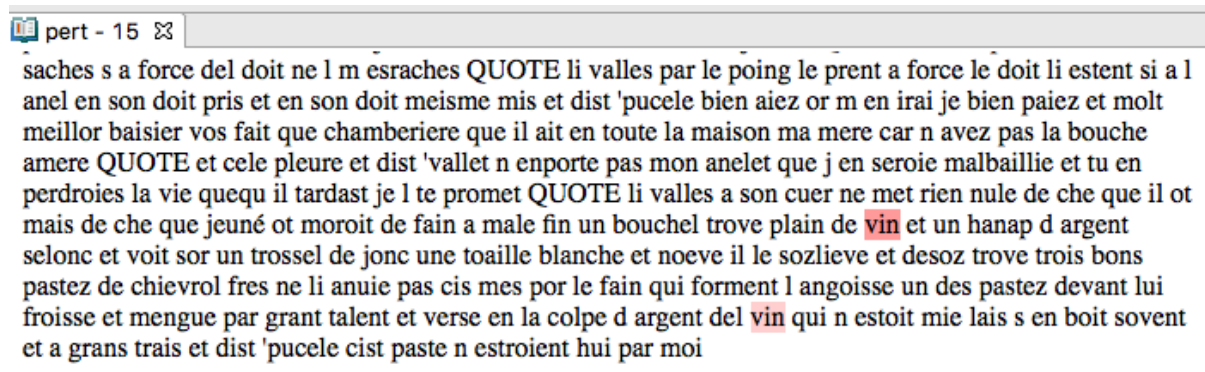 pert - 15
saches s a force del doit ne l m esraches QUOTE li valles par le poing le prent a force le doit li estent si a l
anel en son doit pris et en son doit meisme mis et dist 'pucele bien aiez or m en irai je bien paiez et molt
meillor baisier vos fait que chamberiere que il ait en toute la maison ma mere car n avez pas la bouche
amere QUOTE et cele pleure et dist 'vallet n enporte pas mon anelet que j en seroie malbaillie et tu en
perdroies la vie quequ il tardast je l te promet QUOTE li valles a son cuer ne met rien nule de che que il ot
mais de che que jeuné ot moroit de fain a male fin un bouchel trove plain de vin et un hanap d argent
selonc et voit sor un trossel de jonc une toaille blanche et noeve il le sozlieve et desoz trove trois bons
pastez de chievrol fres ne li anuie pas cis mes por le fain qui forment l angoisse un des pastez devant lui
froisse et mengue par grant talent et verse en la colpe d argent del vin qui n estoit mie lais s en boit sovent
et a grans trais et dist 'pucele cist paste n estroient hui par moi